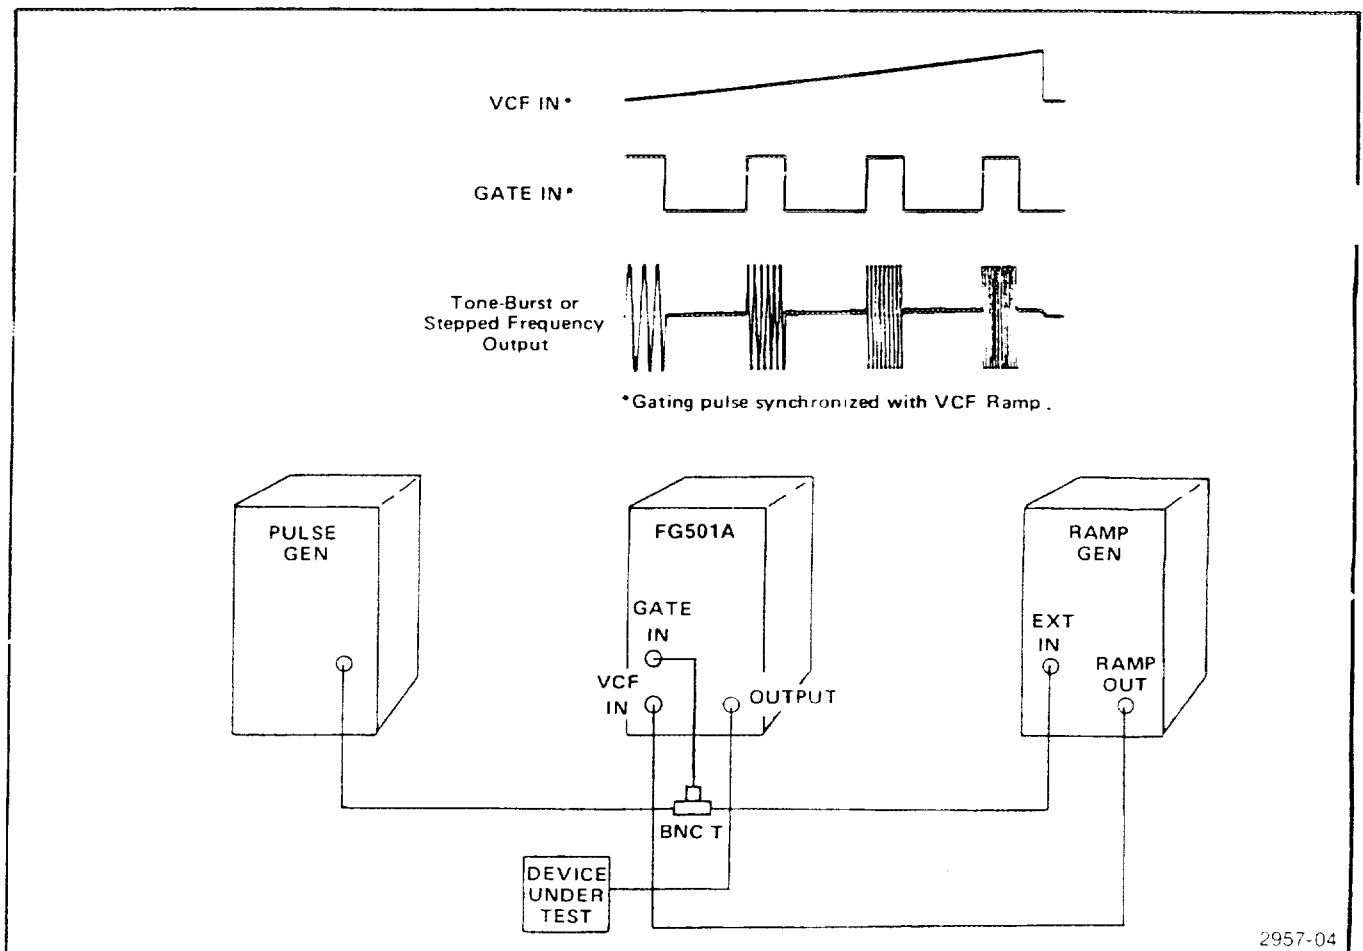 VCF IN*
GATE IN*
Tone-Burst or
Stepped Frequency
Output
*Gating pulse synchronized with VCF Ramp.
PULSE
GEN
FG501A
GATE
IN
VCF
IN
OUTPUT
RAMP
GEN
EXT
IN
RAMP
OUT
BNC T
DEVICE
UNDER
TEST
2957-04